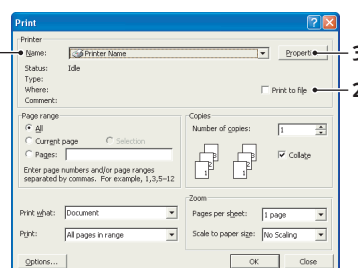 Print
Printer
Name: Printer Name Properti
Status: Idle
Type:
Where: Print to file
Comment:
Page range
All
Current page Selection
Pages:
Enter page numbers and/or page ranges
separated by commas. For example, 1,3,5–12
Copies
Number of copies: 1
Collate
Print what: Document
Print: All pages in range
Zoom
Pages per sheet: 1 page
Scale to paper size: No Scaling
Options... OK Close